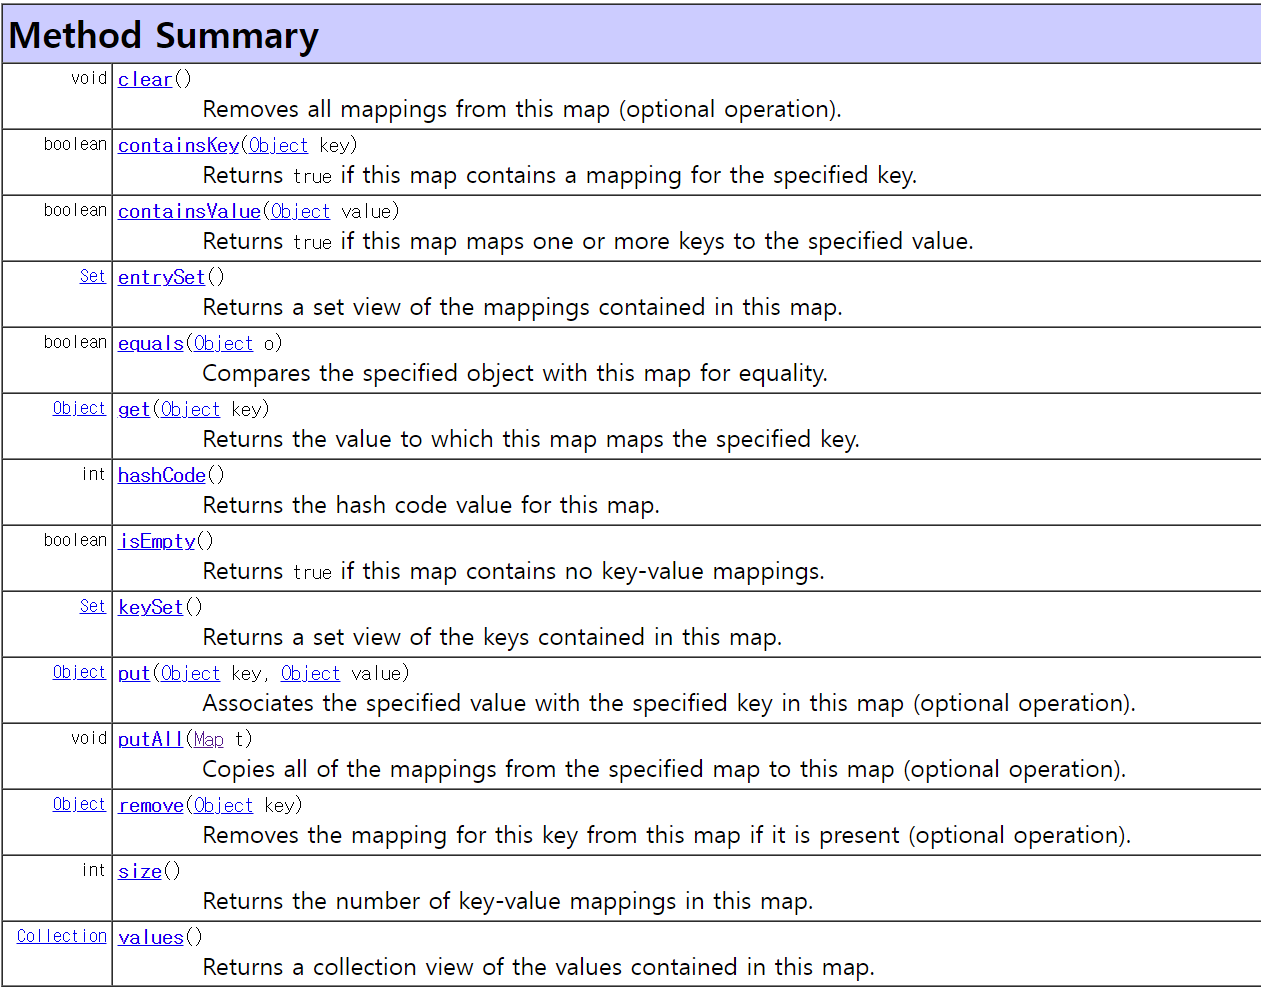 Method Summary
void clear()
Removes all mappings from this map (optional operation).
boolean containsKey(Object key)
Returns true if this map contains a mapping for the specified key.
boolean containsValue(Object value)
Returns true if this map maps one or more keys to the specified value.
Set entrySet()
Returns a set view of the mappings contained in this map.
boolean equals(Object o)
Compares the specified object with this map for equality.
Object get(Object key)
Returns the value to which this map maps the specified key.
int hashCode()
Returns the hash code value for this map.
boolean isEmpty()
Returns true if this map contains no key-value mappings.
Set keySet()
Returns a set view of the keys contained in this map.
Object put(Object key, Object value)
Associates the specified value with the specified key in this map (optional operation).
void putAll(Map t)
Copies all of the mappings from the specified map to this map (optional operation).
Object remove(Object key)
Removes the mapping for this key from this map if it is present (optional operation).
int size()
Returns the number of key-value mappings in this map.
Collection values()
Returns a collection view of the values contained in this map.